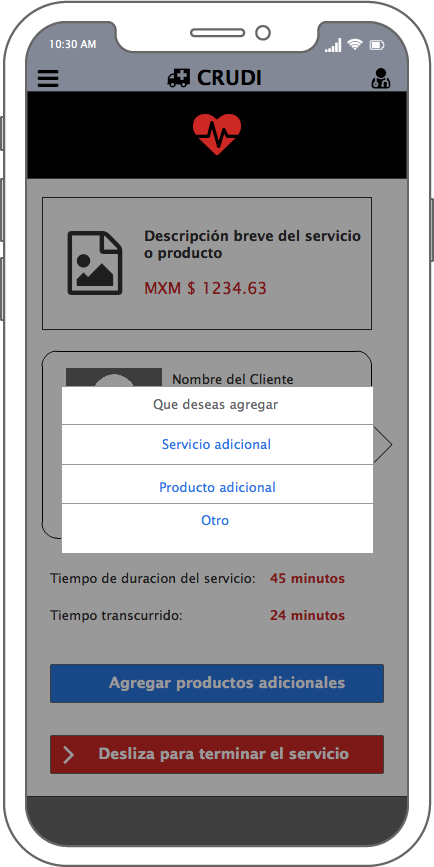 10:30 AM
CRUDI
Descripción breve del servicio
o producto
MXM $ 1234.63
Nombre del Cliente
Que deseas agregar
Servicio adicional
Producto adicional
Otro
Tiempo de duracion del servicio: 45 minutos
Tiempo transcurrido: 24 minutos
Agregar productos adicionales
Desliza para terminar el servicio